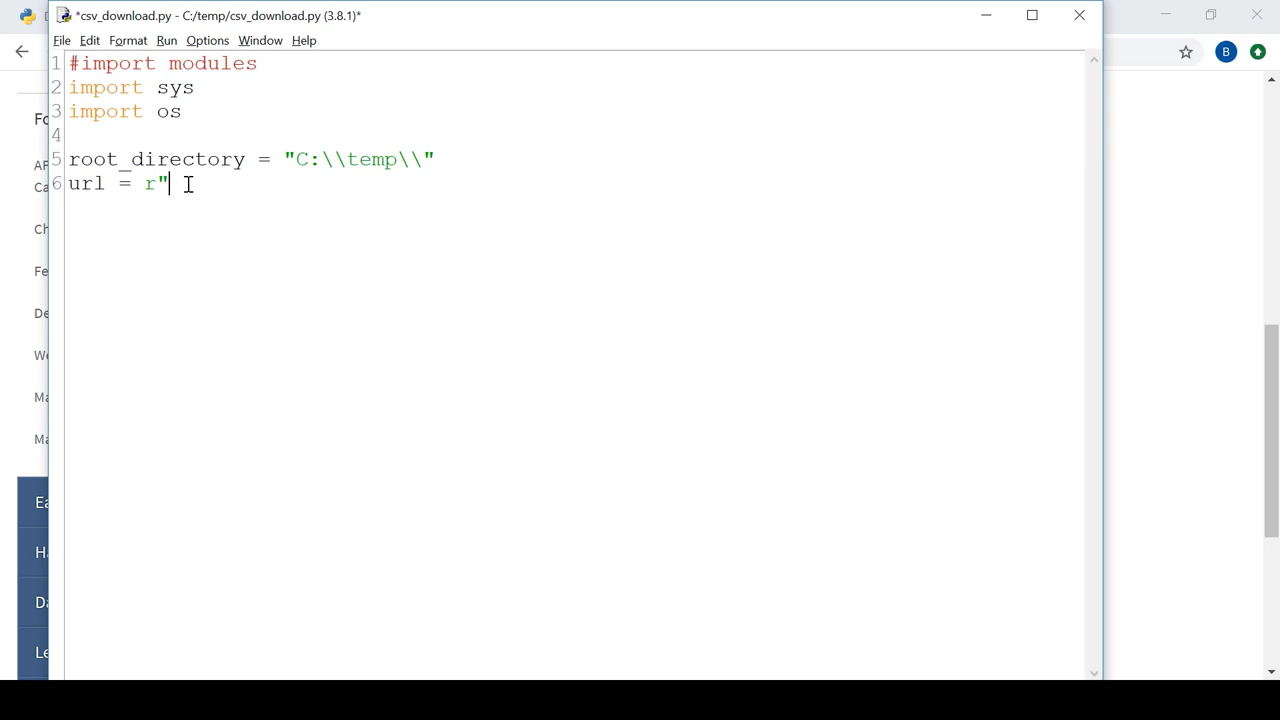 *csv_download.py - C:/temp/csv_download.py (3.8.1)*
File Edit Format Run Options Window Help
B
1 #import modules
2 import sys
3 import os
4
5 root_directory = "C:\\temp\\"
6 url = r"